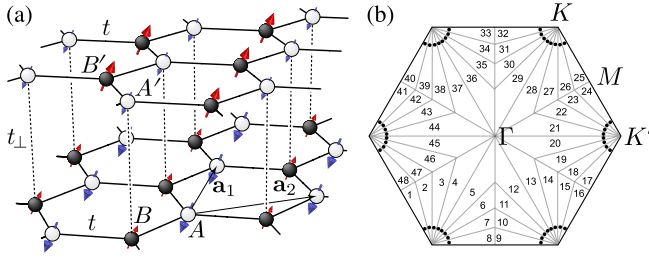 (a)
t
B′
A′
t⊥
a₁
a₂
t
B
A
(b)
K
M
K'
Γ
33 32
34 31
35 30
36 29
37
38
39
40
41
42
43
44
45
46
47
48
1
2
3
4
5
6
7
8 9
10
11
12
13
14
15
16
17
18
19
20
21
22
23
24
25
26
27
28